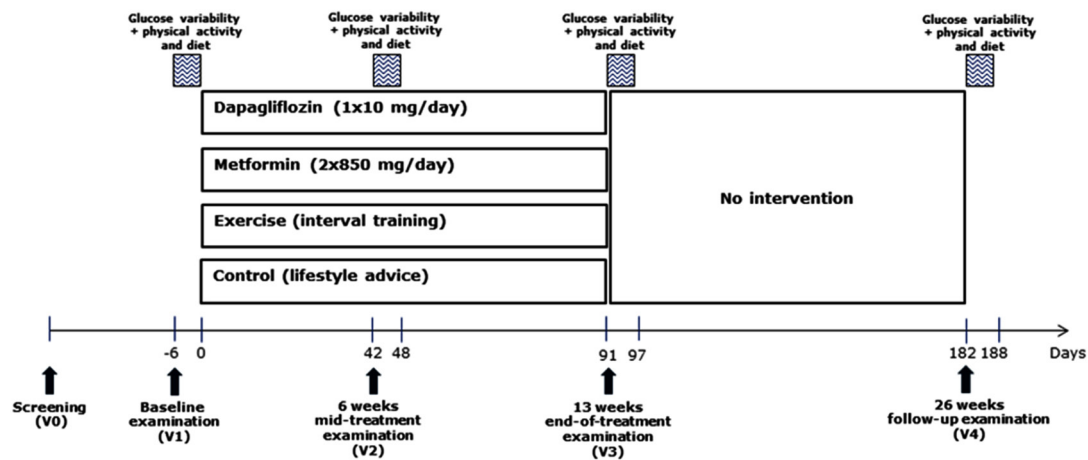 Glucose variability
+ physical activity
and diet
Glucose variability
+ physical activity
and diet
Glucose variability
+ physical activity
and diet
Glucose variability
+ physical activity
and diet
Dapagliflozin (1x10 mg/day)
Metformin (2x850 mg/day)
Exercise (interval training)
Control (lifestyle advice)
No intervention
-6 0 42 48 91 97 182 188 Days
Screening
(V0)
Baseline
examination
(V1)
6 weeks
mid-treatment
examination
(V2)
13 weeks
end-of-treatment
examination
(V3)
26 weeks
follow-up examination
(V4)